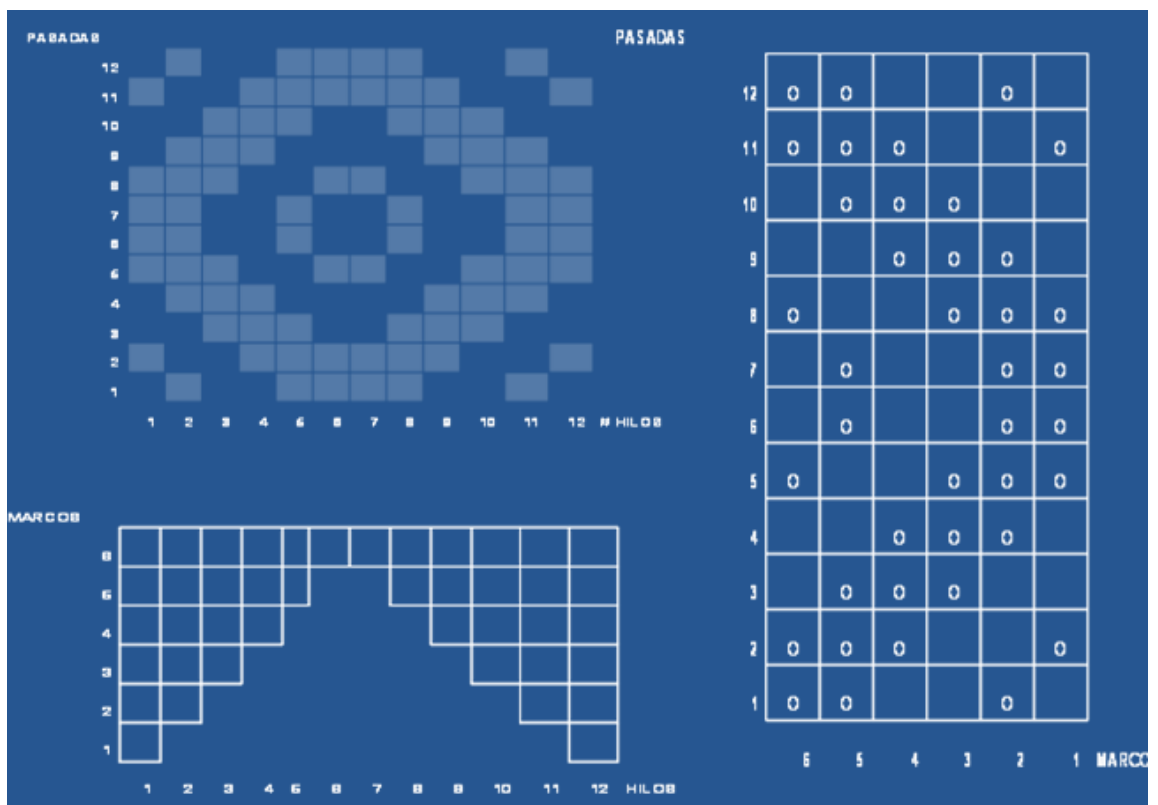 PASADAS
12
11
10
9
8
7
6
5
4
3
2
1
1 2 3 4 5 6 7 8 9 10 11 12 # HILOS
MARCOS
6
5
4
3
2
1
1 2 3 4 5 6 7 8 9 10 11 12 HILOS
PASADAS
12 O O O
11 O O O O
10 O O O
9 O O O
8 O O O O
7 O O O
6 O O O
5 O O O O
4 O O O
3 O O O
2 O O O O
1 O O O
6 5 4 3 2 1 MARCO